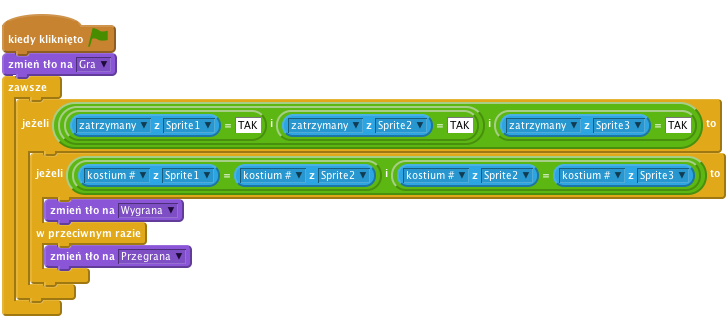 kiedy kliknięto
zmień tło na Gra
zawsze
jeżeli zatrzymany z Sprite1 = TAK i zatrzymany z Sprite2 = TAK i zatrzymany z Sprite3 = TAK to
jeżeli kostium # z Sprite1 = kostium # z Sprite2 i kostium # z Sprite2 = kostium # z Sprite3 to
zmień tło na Wygrana
w przeciwnym razie
zmień tło na Przegrana